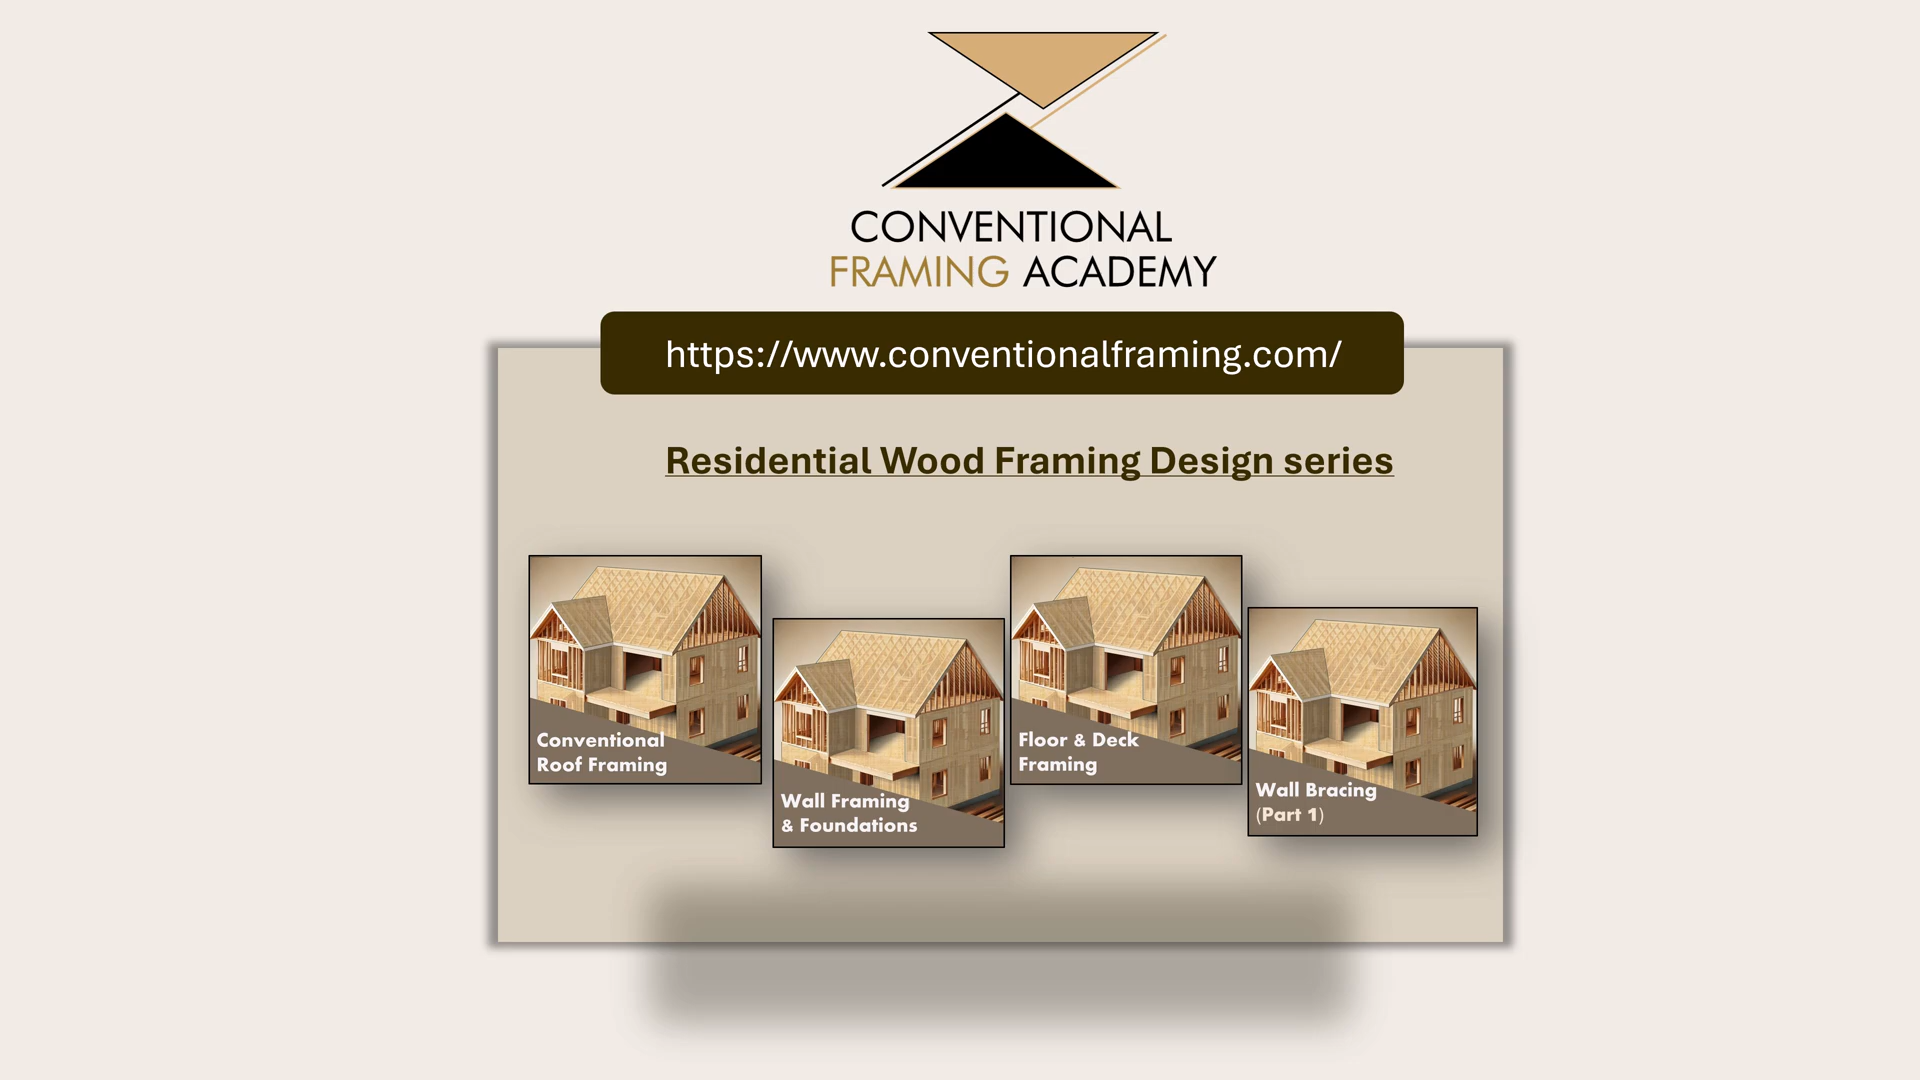 CONVENTIONAL
FRAMING ACADEMY
https://www.conventionalframing.com/
Residential Wood Framing Design series
Conventional
Roof Framing
Wall Framing
& Foundations
Floor & Deck
Framing
Wall Bracing
(Part 1)